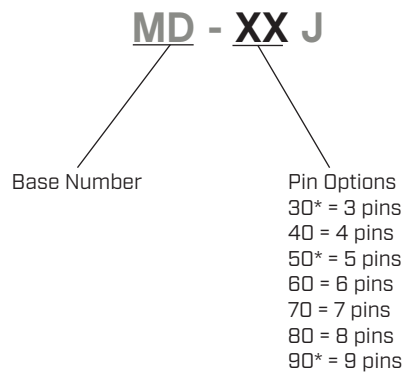 MD - XX J
Base Number
Pin Options
30* = 3 pins
40 = 4 pins
50* = 5 pins
60 = 6 pins
70 = 7 pins
80 = 8 pins
90* = 9 pins